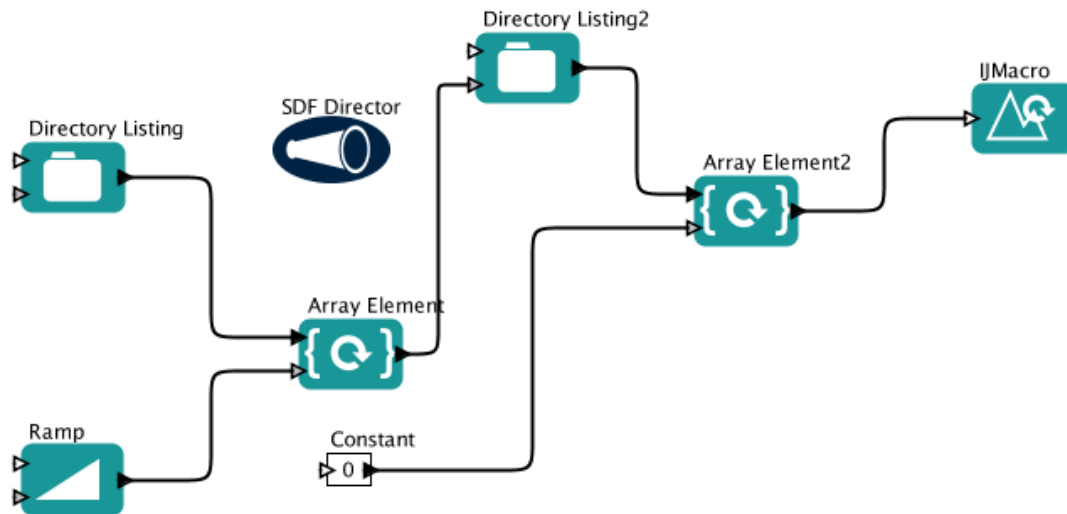 Directory Listing2
IJMacro
SDF Director
Directory Listing
Array Element2
{ }
Array Element
{ }
Ramp
Constant
0